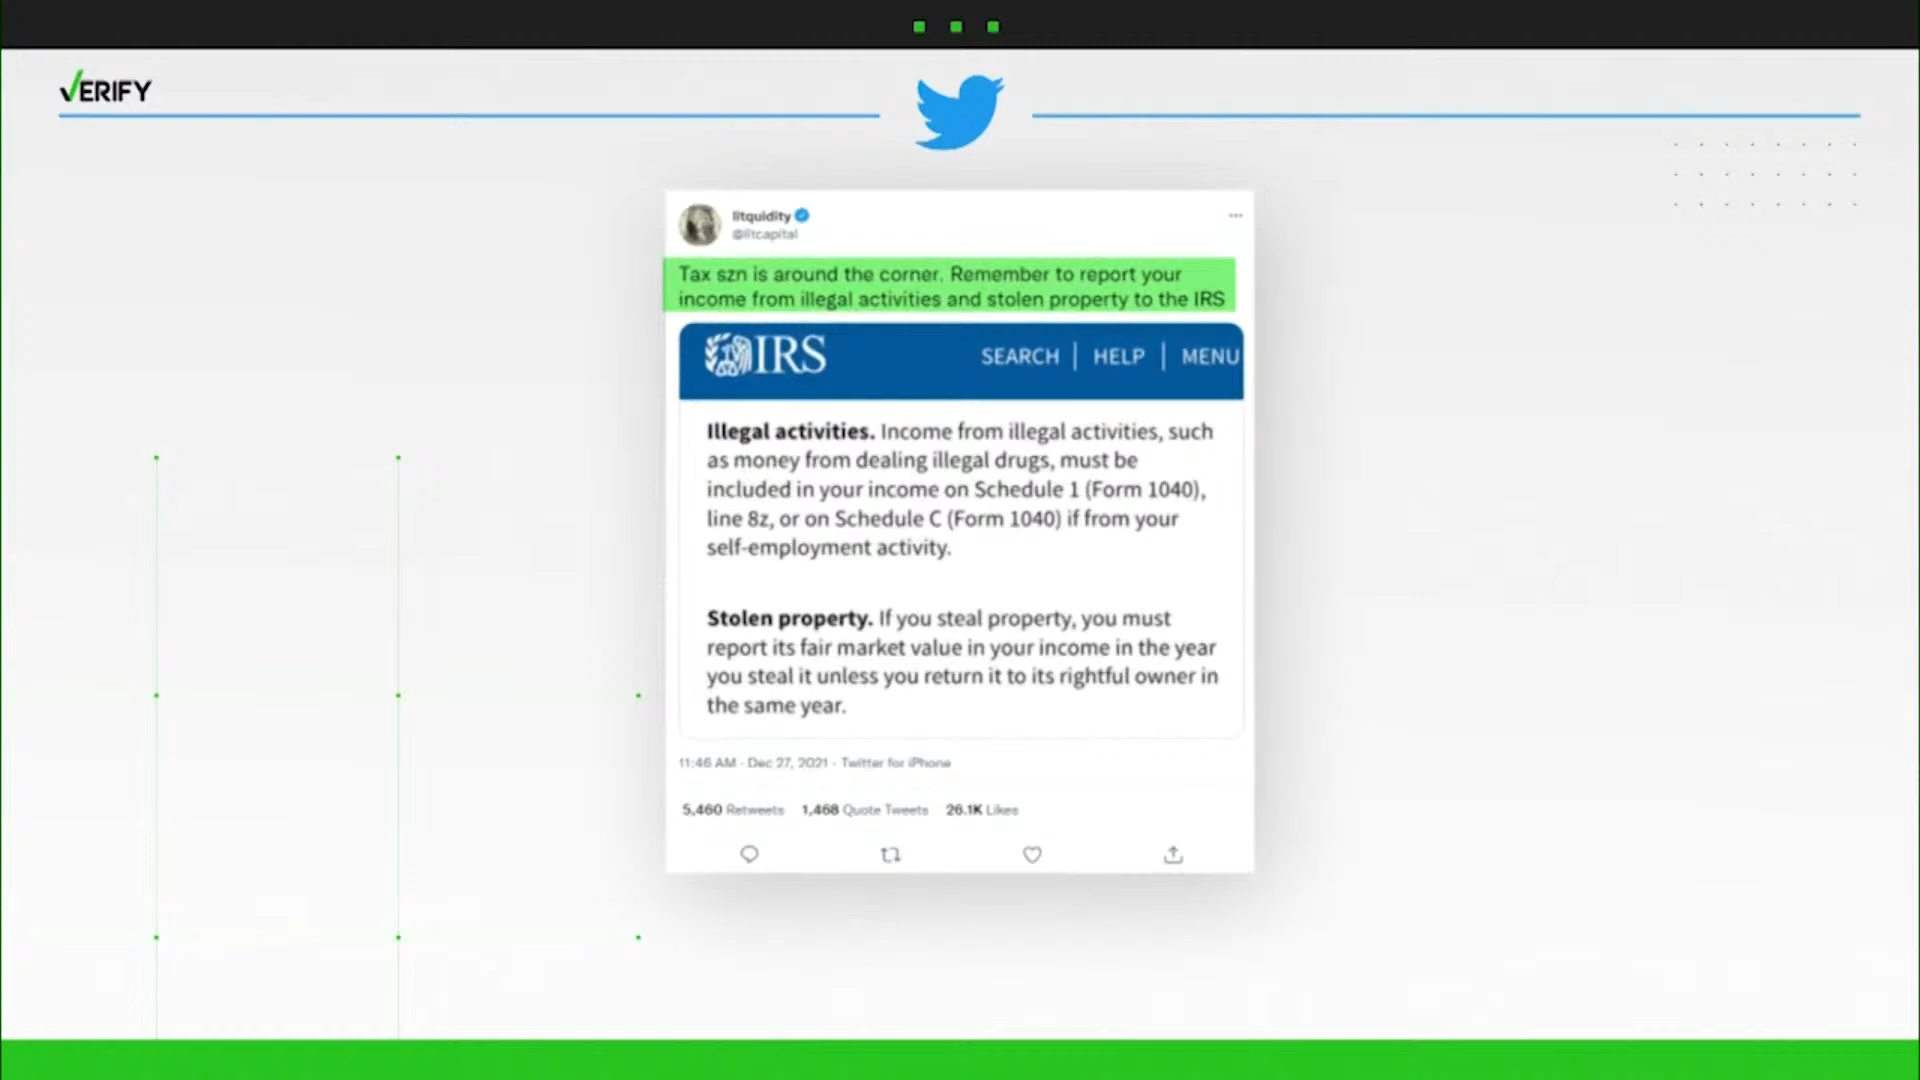 VERIFY
litquidity
@litcapital
Tax szn is around the corner. Remember to report your
income from illegal activities and stolen property to the IRS
IRS
SEARCH | HELP | MENU
Illegal activities. Income from illegal activities, such
as money from dealing illegal drugs, must be
included in your income on Schedule 1 (Form 1040),
line 8z, or on Schedule C (Form 1040) if from your
self-employment activity.
Stolen property. If you steal property, you must
report its fair market value in your income in the year
you steal it unless you return it to its rightful owner in
the same year.
11:46 AM · Dec 27, 2021 · Twitter for iPhone
5,460 Retweets 1,468 Quote Tweets 26.1K Likes